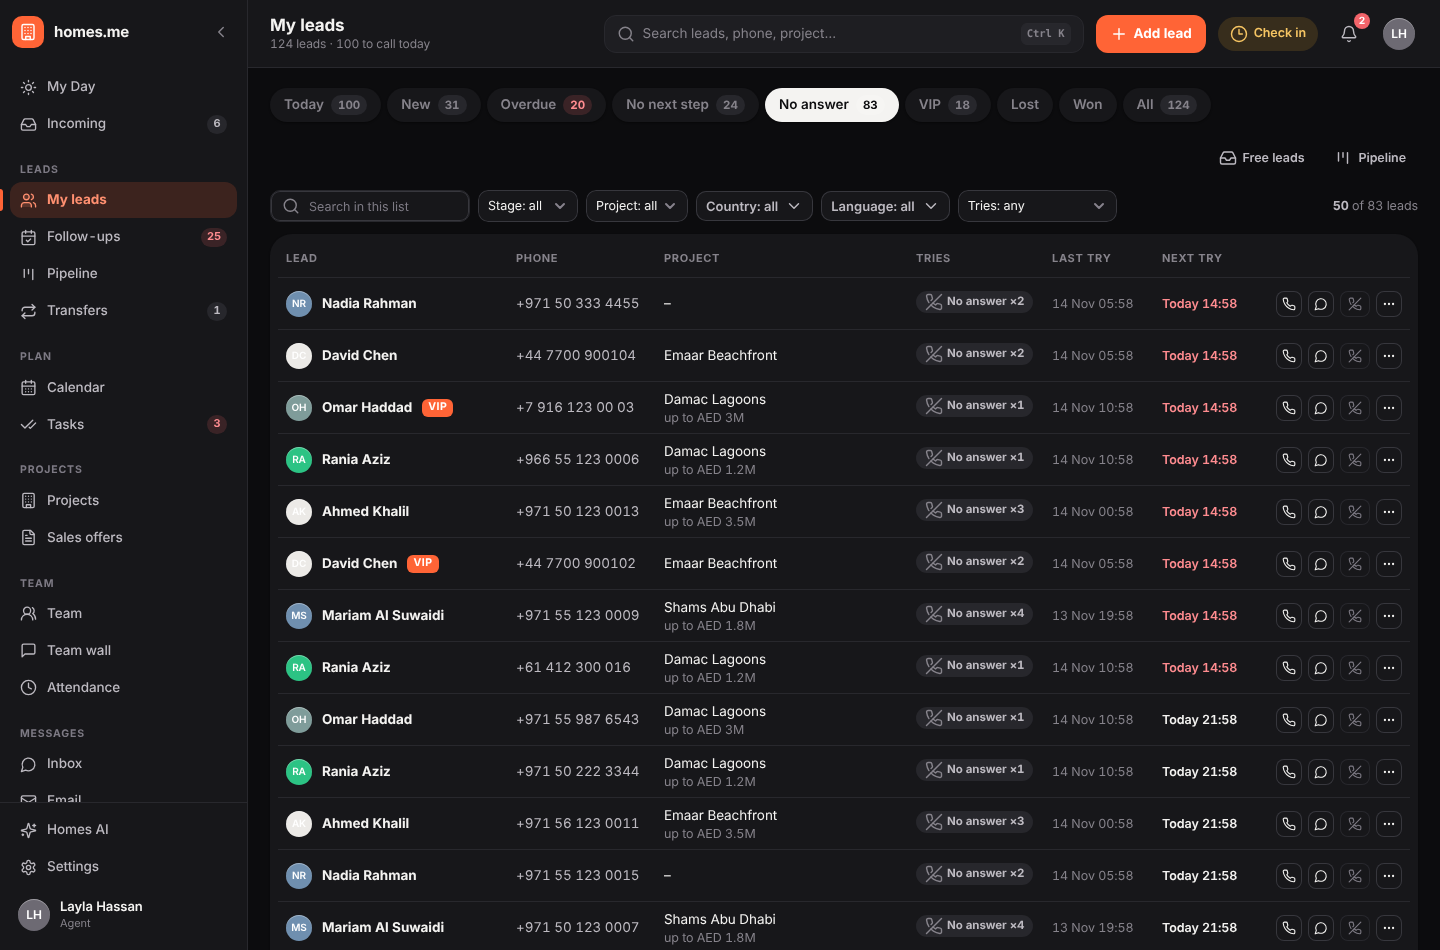 homes.me
My Day
Incoming 6
LEADS
My leads
Follow-ups 25
Pipeline
Transfers 1
PLAN
Calendar
Tasks 3
PROJECTS
Projects
Sales offers
TEAM
Team
Team wall
Attendance
MESSAGES
Inbox
Email
Homes AI
Settings
LH Layla Hassan
Agent
My leads
124 leads · 100 to call today
Search leads, phone, project... Ctrl K
Add lead
Check in
2
LH
Today 100 New 31 Overdue 20 No next step 24 No answer 83 VIP 18 Lost Won All 124
Free leads Pipeline
Search in this list Stage: all Project: all Country: all Language: all Tries: any 50 of 83 leads
LEAD PHONE PROJECT TRIES LAST TRY NEXT TRY
NR Nadia Rahman +971 50 333 4455 – No answer ×2 14 Nov 05:58 Today 14:58
DC David Chen +44 7700 900104 Emaar Beachfront No answer ×2 14 Nov 05:58 Today 14:58
OH Omar Haddad VIP +7 916 123 00 03 Damac Lagoons No answer ×1 14 Nov 10:58 Today 14:58
up to AED 3M
RA Rania Aziz +966 55 123 0006 Damac Lagoons No answer ×1 14 Nov 10:58 Today 14:58
up to AED 1.2M
AK Ahmed Khalil +971 50 123 0013 Emaar Beachfront No answer ×3 14 Nov 00:58 Today 14:58
up to AED 3.5M
DC David Chen VIP +44 7700 900102 Emaar Beachfront No answer ×2 14 Nov 05:58 Today 14:58
MS Mariam Al Suwaidi +971 55 123 0009 Shams Abu Dhabi No answer ×4 13 Nov 19:58 Today 14:58
up to AED 1.8M
RA Rania Aziz +61 412 300 016 Damac Lagoons No answer ×1 14 Nov 10:58 Today 14:58
up to AED 1.2M
OH Omar Haddad +971 55 987 6543 Damac Lagoons No answer ×1 14 Nov 10:58 Today 21:58
up to AED 3M
RA Rania Aziz +971 50 222 3344 Damac Lagoons No answer ×1 14 Nov 10:58 Today 21:58
up to AED 1.2M
AK Ahmed Khalil +971 56 123 0011 Emaar Beachfront No answer ×3 14 Nov 00:58 Today 21:58
up to AED 3.5M
NR Nadia Rahman +971 55 123 0015 – No answer ×2 14 Nov 05:58 Today 21:58
MS Mariam Al Suwaidi +971 50 123 0007 Shams Abu Dhabi No answer ×4 13 Nov 19:58 Today 21:58
up to AED 1.8M